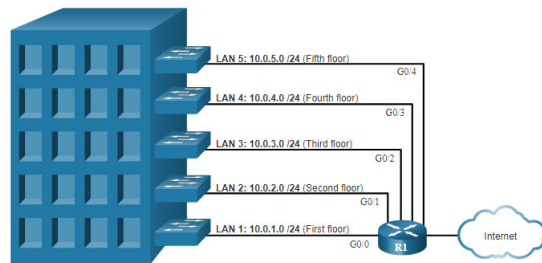 LAN 5: 10.0.5.0 /24 (Fifth floor)
G0/4
LAN 4: 10.0.4.0 /24 (Fourth floor)
G0/3
LAN 3: 10.0.3.0 /24 (Third floor)
G0/2
LAN 2: 10.0.2.0 /24 (Second floor)
G0/1
LAN 1: 10.0.1.0 /24 (First floor)
G0/0
R1
Internet